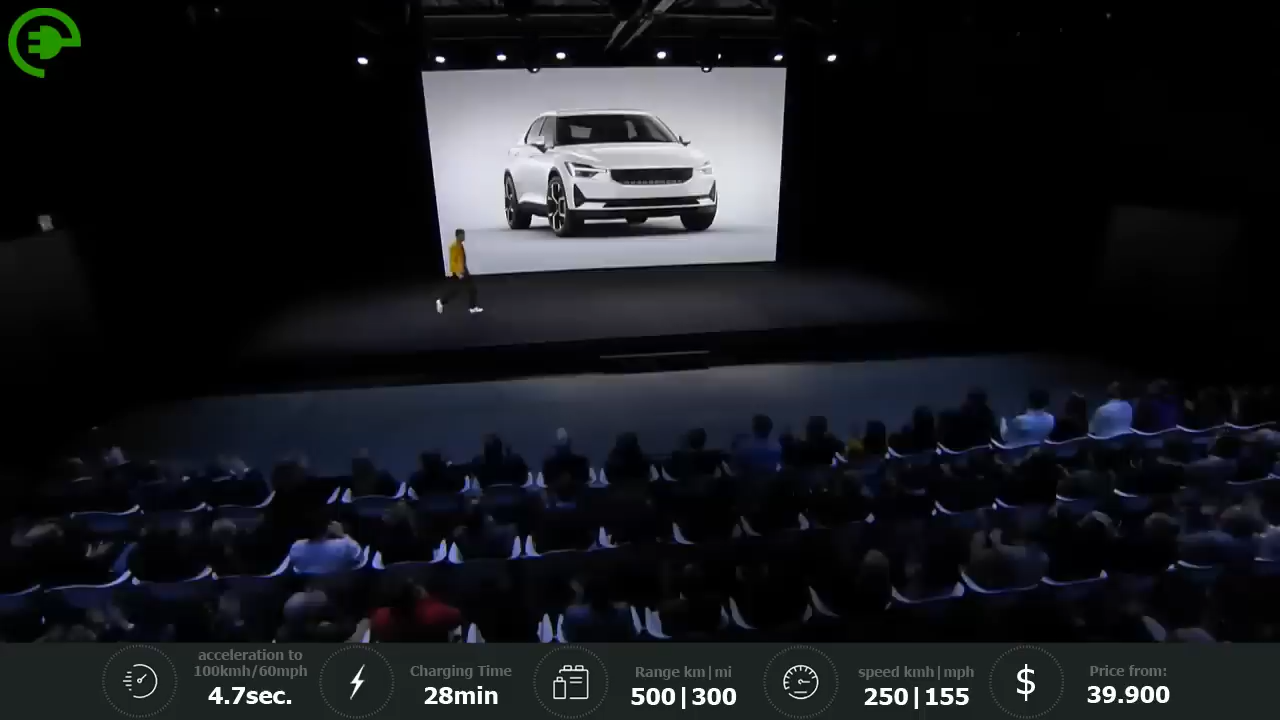 acceleration to
100kmh/60mph
4.7sec.
Charging Time
28min
Range km|mi
500|300
speed kmh|mph
250|155
Price from:
$
39.900